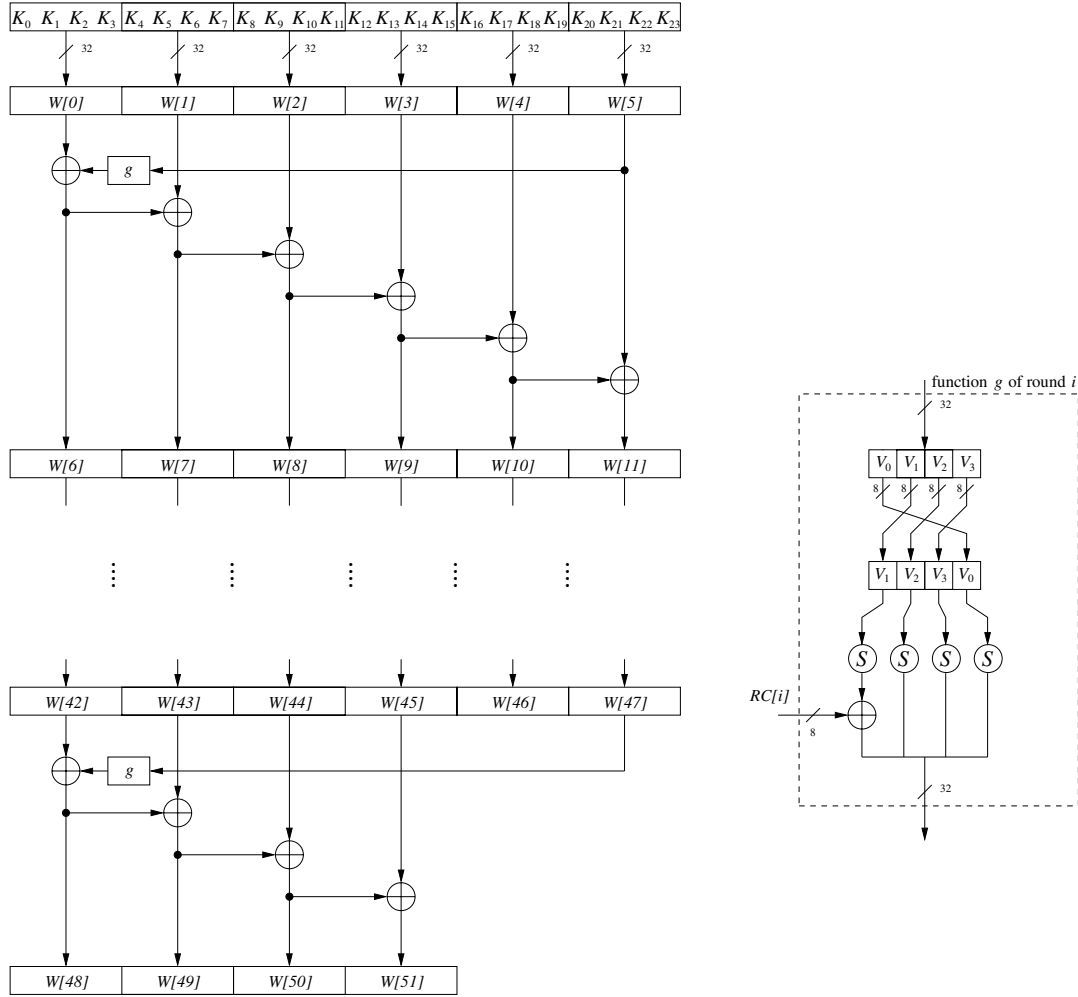 K0 K1 K2 K3 K4 K5 K6 K7 K8 K9 K10 K11 K12 K13 K14 K15 K16 K17 K18 K19 K20 K21 K22 K23
32 32 32 32 32 32
W[0] W[1] W[2] W[3] W[4] W[5]
g
W[6] W[7] W[8] W[9] W[10] W[11]
W[42] W[43] W[44] W[45] W[46] W[47]
g
W[48] W[49] W[50] W[51]
function g of round i
32
V0 V1 V2 V3
8 8 8 8
V1 V2 V3 V0
S S S S
RC[i]
8
32